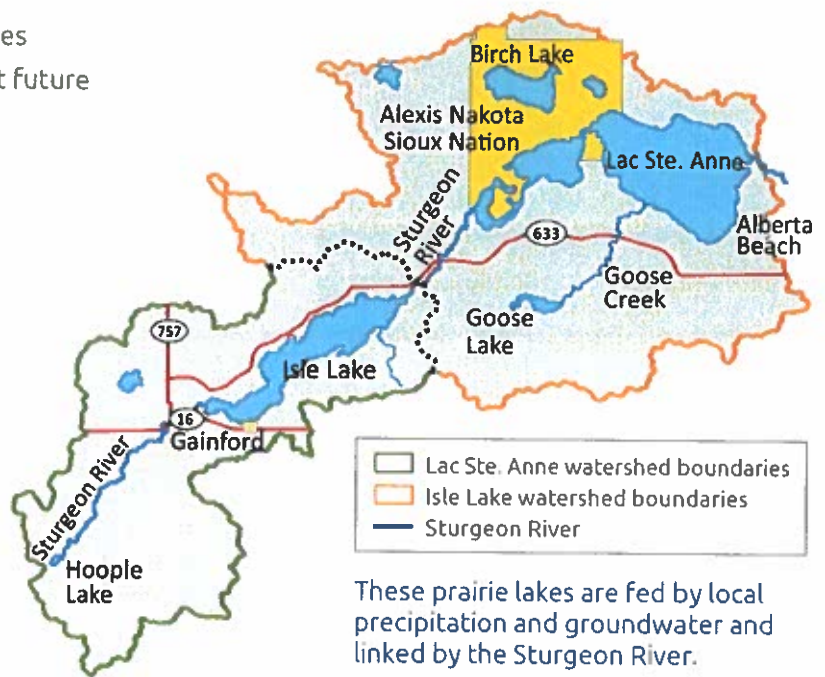 es
t future
Birch Lake
Alexis Nakota
Sioux Nation
Lac Ste. Anne
Sturgeon
River
633
Alberta
Beach
Goose
Creek
Goose
Lake
757
Isle Lake
16
Gainford
Sturgeon River
Hoople
Lake
Lac Ste. Anne watershed boundaries
Isle Lake watershed boundaries
Sturgeon River
These prairie lakes are fed by local
precipitation and groundwater and
linked by the Sturgeon River.